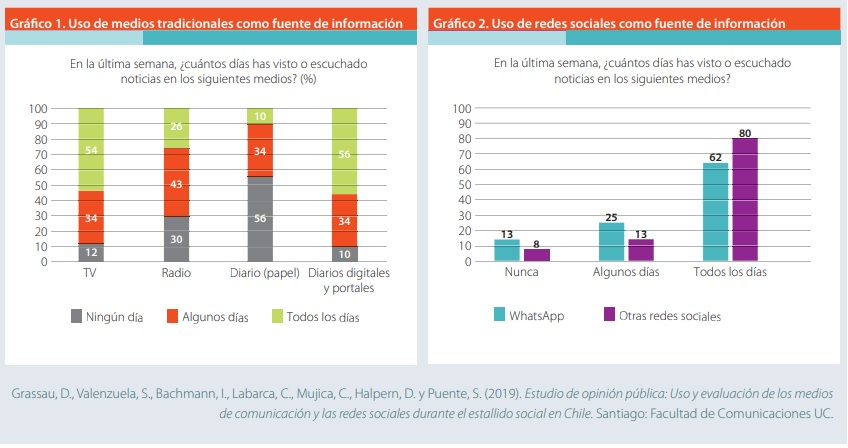 Gráfico 1. Uso de medios tradicionales como fuente de información
En la última semana, ¿cuántos días has visto o escuchado
noticias en los siguientes medios? (%)
100
90
80
70
60
50
40
30
20
10
0
54
34
12
26
43
30
10
34
56
56
34
10
TV
Radio
Diario (papel)
Diarios digitales
y portales
Ningún día
Algunos días
Todos los días
Gráfico 2. Uso de redes sociales como fuente de información
En la última semana, ¿cuántos días has visto o escuchado
noticias en los siguientes medios?
100
90
80
70
60
50
40
30
20
10
0
13
8
25
13
62
80
Nunca
Algunos días
Todos los días
WhatsApp
Otras redes sociales
Grassau, D., Valenzuela, S., Bachmann, I., Labarca, C., Mujica, C., Halpern, D. y Puente, S. (2019). Estudio de opinión pública: Uso y evaluación de los medios
de comunicación y las redes sociales durante el estallido social en Chile. Santiago: Facultad de Comunicaciones UC.